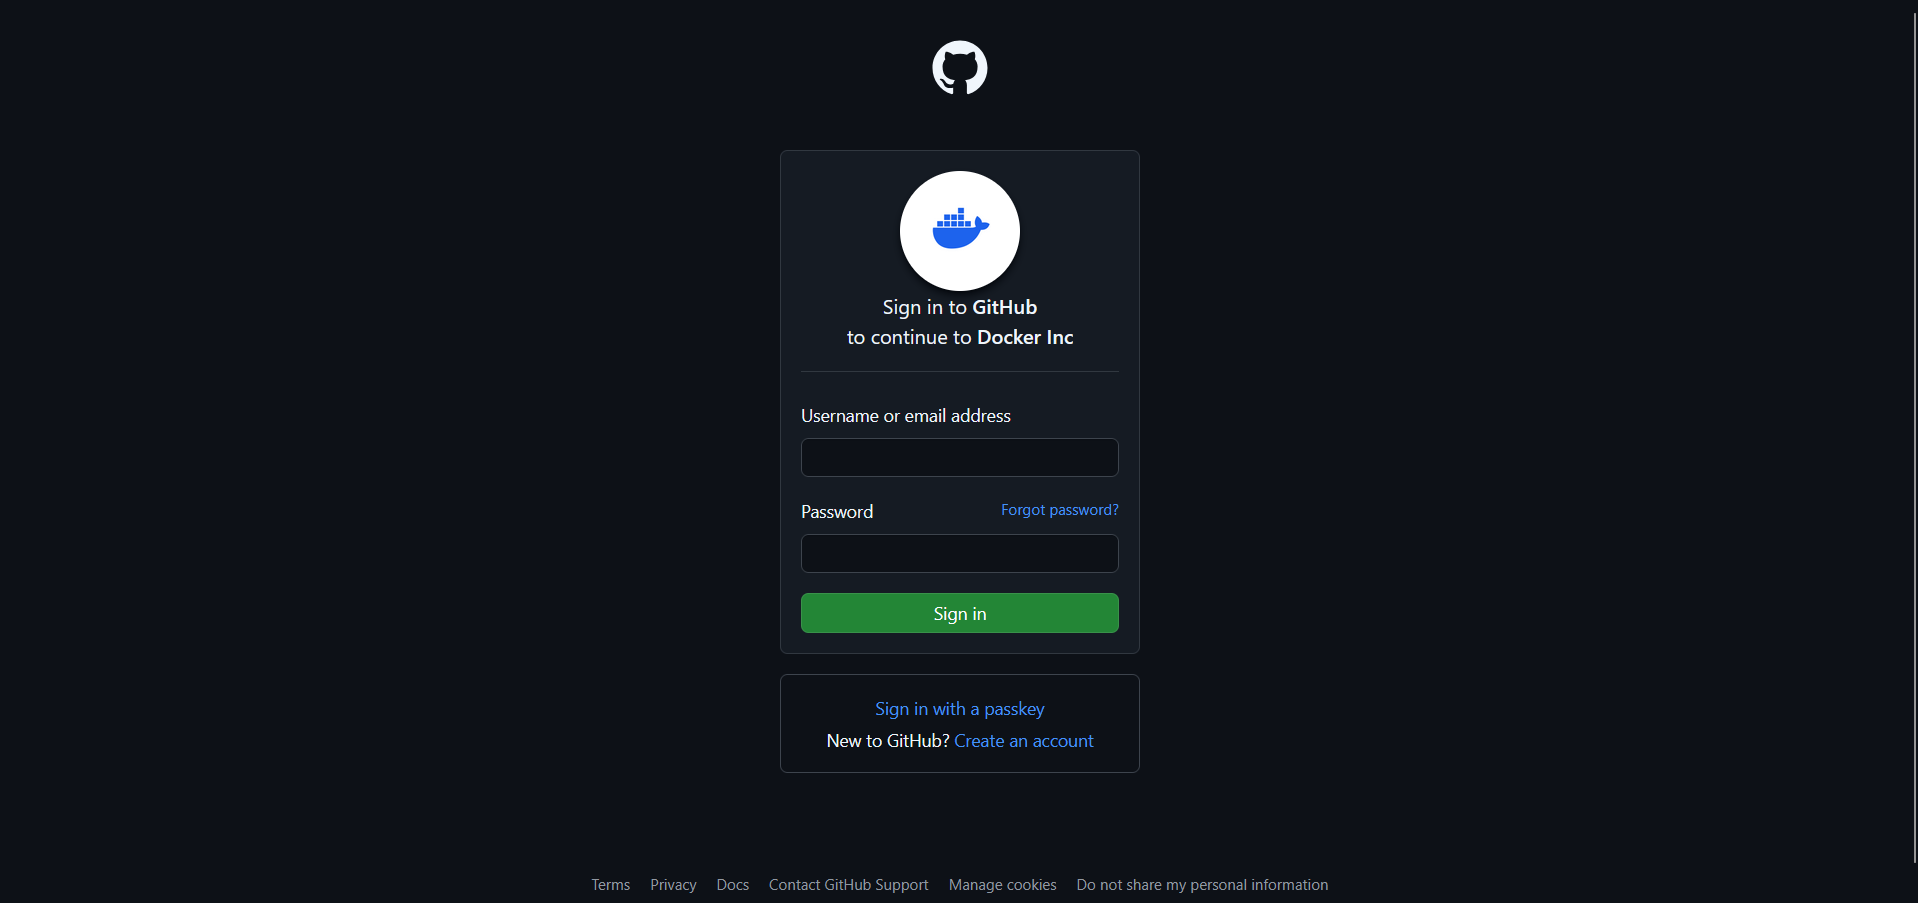 Sign in to GitHub
to continue to Docker Inc
Username or email address
Password Forgot password?
Sign in
Sign in with a passkey
New to GitHub? Create an account
Terms Privacy Docs Contact GitHub Support Manage cookies Do not share my personal information